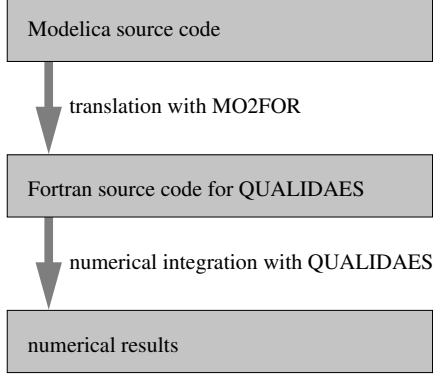 Modelica source code
translation with MO2FOR
Fortran source code for QUALIDAES
numerical integration with QUALIDAES
numerical results